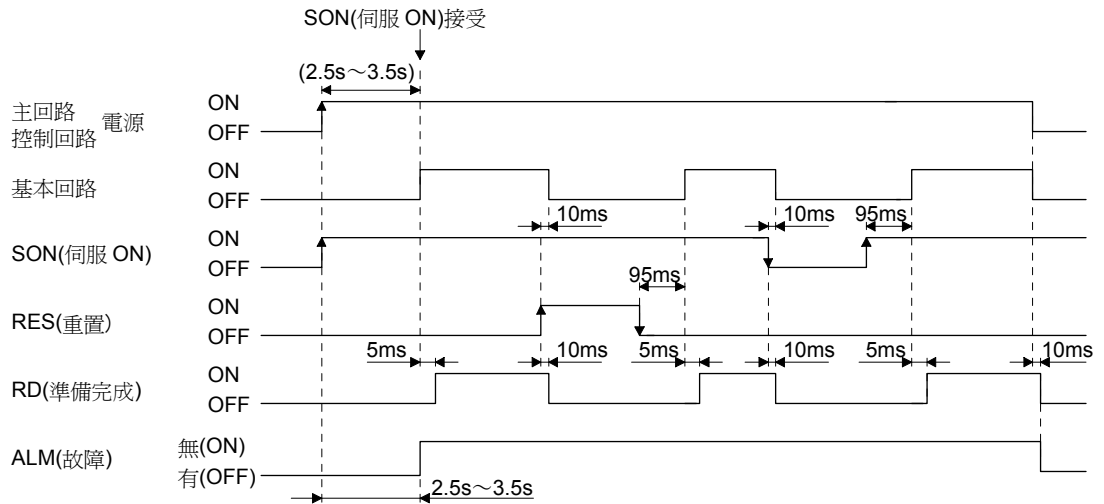 SON(伺服 ON)接受
(2.5s～3.5s)
主回路
控制回路 電源
ON
OFF
基本回路
ON
OFF
10ms
10ms
95ms
SON(伺服 ON)
ON
OFF
95ms
RES(重置)
ON
OFF
5ms
10ms
5ms
10ms
5ms
10ms
RD(準備完成)
ON
OFF
ALM(故障)
無(ON)
有(OFF)
2.5s～3.5s